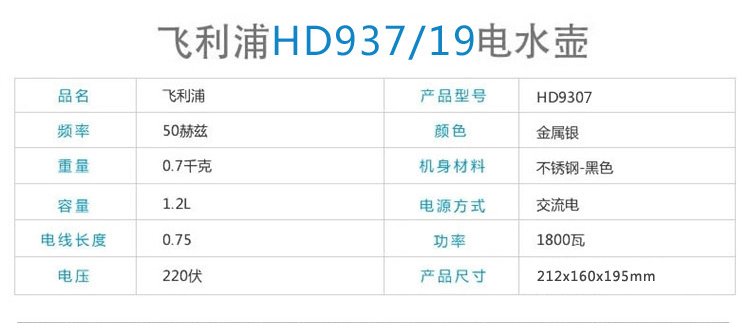 飞利浦HD937/19电水壶
品名 飞利浦 产品型号 HD9307
频率 50赫兹 颜色 金属银
重量 0.7千克 机身材料 不锈钢-黑色
容量 1.2L 电源方式 交流电
电线长度 0.75 功率 1800瓦
电压 220伏 产品尺寸 212x160x195mm